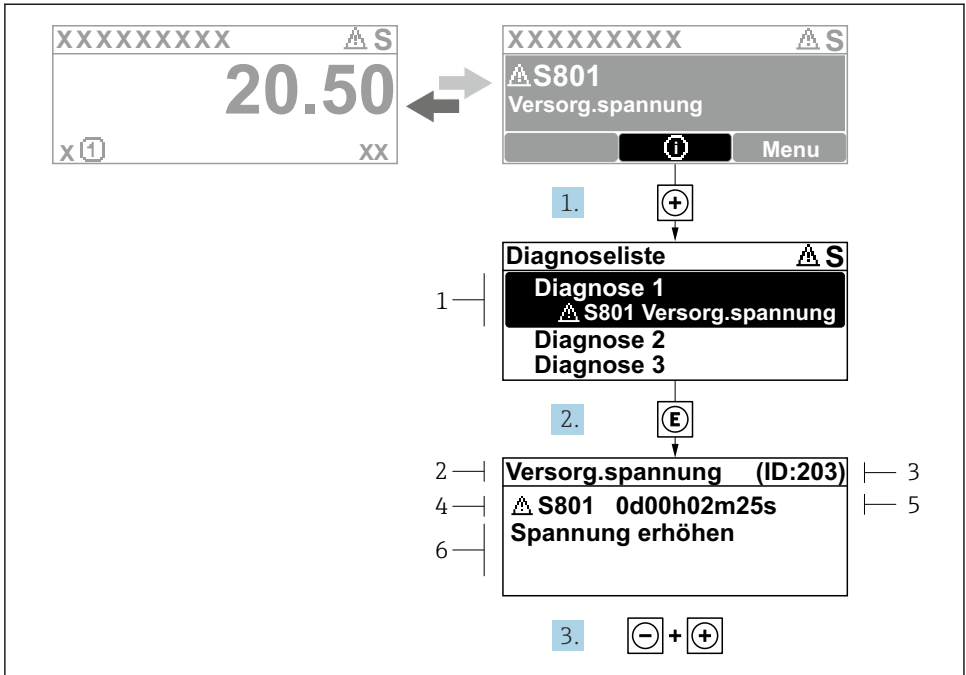 XXXXXXXXX ⚠ S
20.50
x ① xx
XXXXXXXXX ⚠ S
⚠ S801
Versorg.spannung
ⓘ Menu
1. +
Diagnoseliste ⚠ S
1
Diagnose 1
⚠ S801 Versorg.spannung
Diagnose 2
Diagnose 3
2. E
2 Versorg.spannung (ID:203) 3
4 ⚠ S801 0d00h02m25s 5
6 Spannung erhöhen
3. − + +